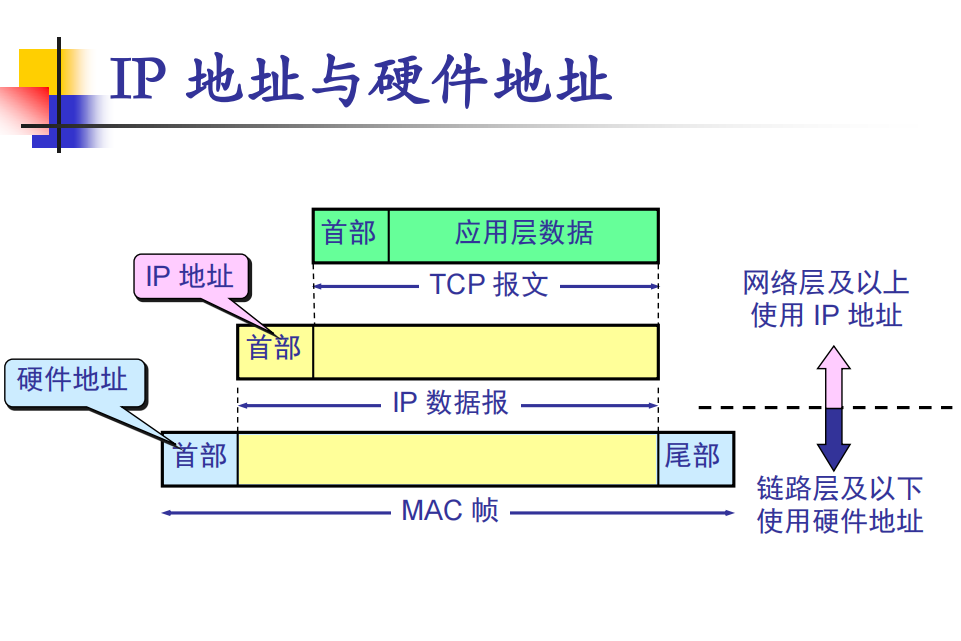 IP 地址与硬件地址
首部 应用层数据
IP 地址
TCP 报文
网络层及以上
使用 IP 地址
首部
硬件地址
IP 数据报
首部 尾部
链路层及以下
使用硬件地址
MAC 帧